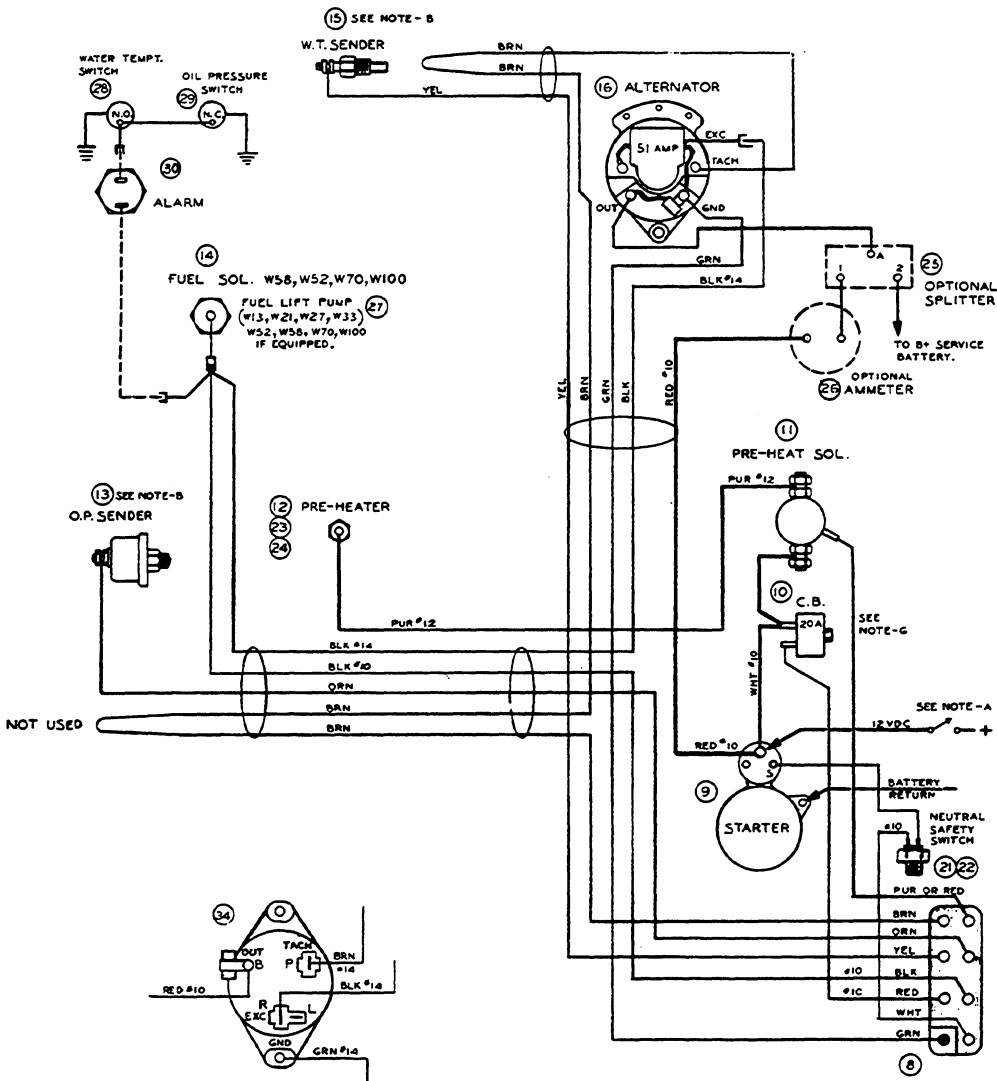 15 SEE NOTE-B
W.T. SENDER
BRN
BRN
YEL
WATER TEMPT.
SWITCH
28
OIL PRESSURE
SWITCH
29
N.O.
N.C.
30
ALARM
16 ALTERNATOR
EXC
51 AMP
TACH
OUT
GND
GRN
BLK#14
A
1
2
25
OPTIONAL
SPLITTER
TO B+ SERVICE
BATTERY.
OPTIONAL
26 AMMETER
14
FUEL SOL. W58,W52,W70,W100
FUEL LIFT PUMP 27
(W13,W21,W27,W33)
W52,W58,W70,W100
IF EQUIPPED.
YEL
BRN
GRN
BLK
RED #10
11
PRE-HEAT SOL.
PUR #12
13 SEE NOTE-B
O.P. SENDER
12 PRE-HEATER
23
24
10
C.B.
20A
SEE
NOTE-G
PUR#12
BLK#14
BLK#10
ORN
BRN
BRN
NOT USED
WHT #10
RED #10
SEE NOTE-A
12 VDC
+
S
9
STARTER
BATTERY
RETURN
#10
NEUTRAL
SAFETY
SWITCH
21 22
PUR OR RED
BRN
ORN
YEL
#10 BLK
#1C RED
WHT
GRN
8
34
OUT
B
TACH
P
BRN
#14
BLK #14
RED #10
R
EXC
L
GND
GRN #14